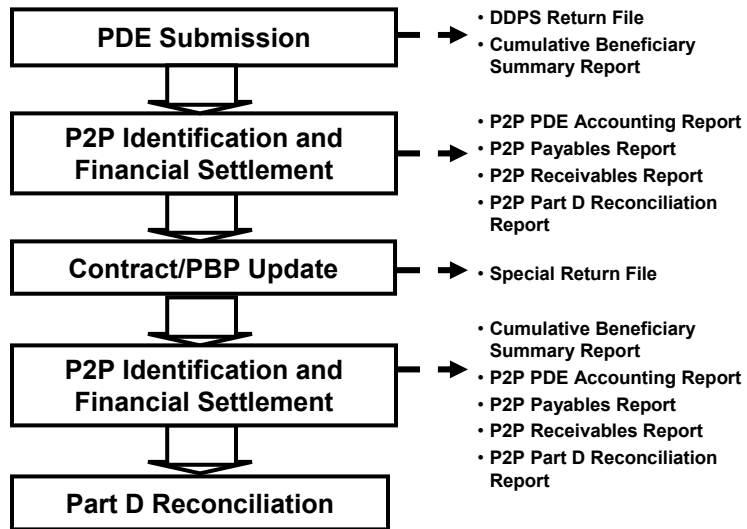 PDE Submission
• DDPS Return File
• Cumulative Beneficiary
Summary Report
P2P Identification and
Financial Settlement
• P2P PDE Accounting Report
• P2P Payables Report
• P2P Receivables Report
• P2P Part D Reconciliation
Report
Contract/PBP Update
• Special Return File
P2P Identification and
Financial Settlement
• Cumulative Beneficiary
Summary Report
• P2P PDE Accounting Report
• P2P Payables Report
• P2P Receivables Report
• P2P Part D Reconciliation
Report
Part D Reconciliation